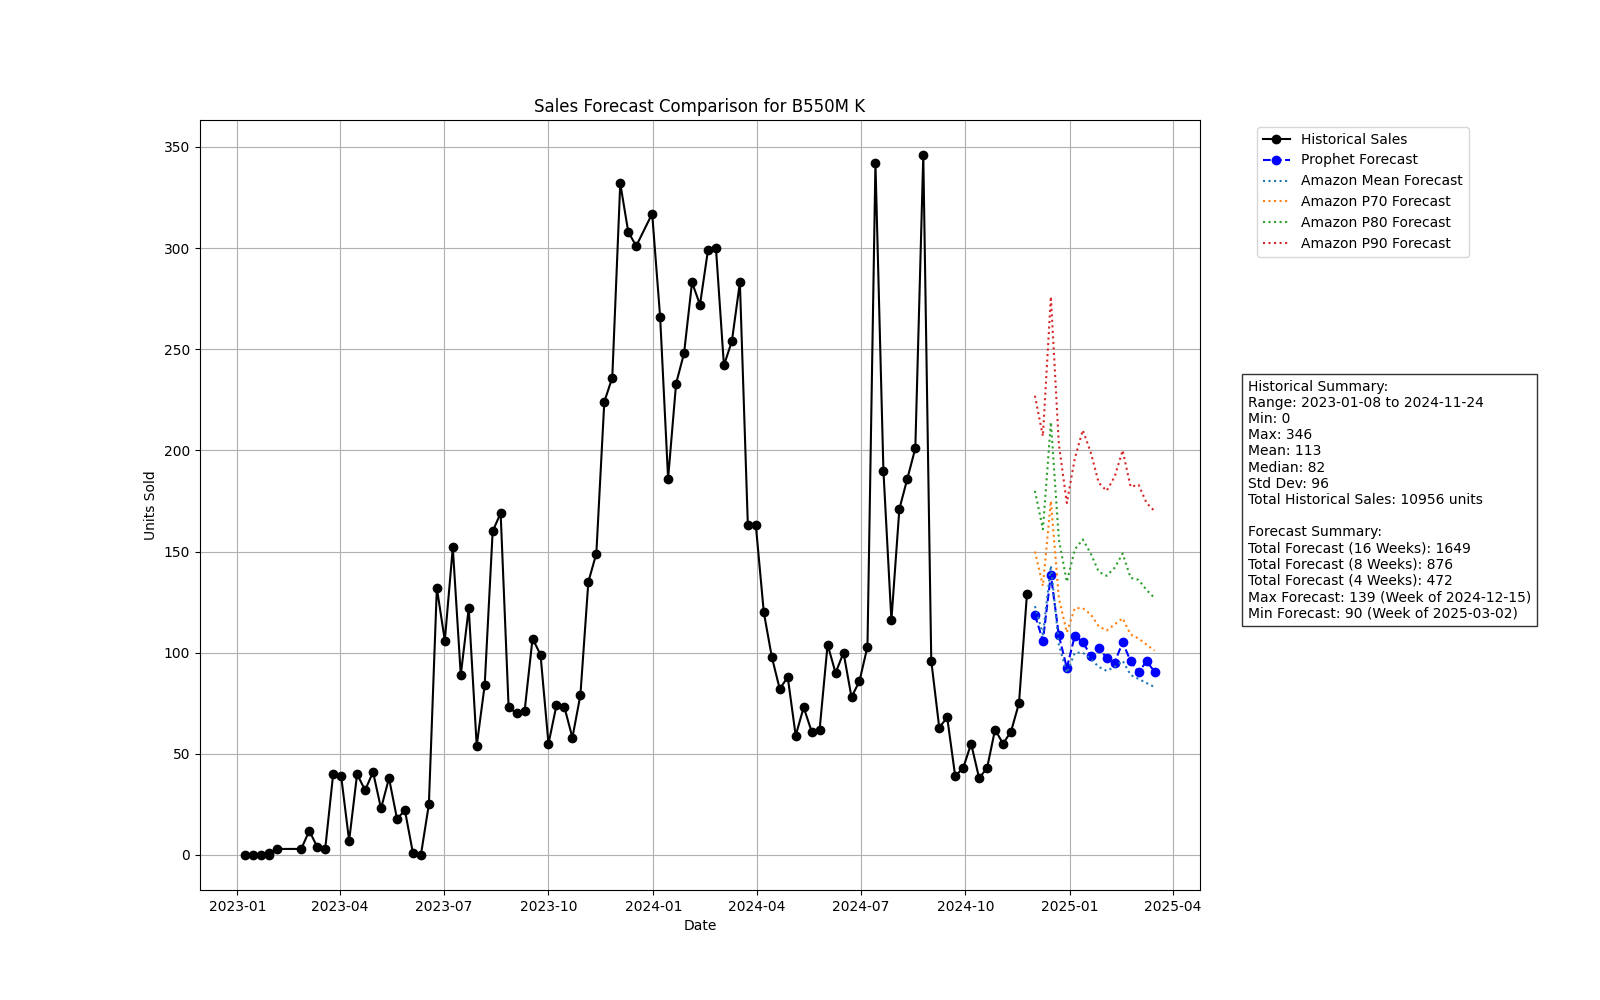 Sales Forecast Comparison for B550M K
350
300
250
200
150
100
50
0
Units Sold
2023-01
2023-04
2023-07
2023-10
2024-01
2024-04
2024-07
2024-10
2025-01
2025-04
Date
Historical Sales
Prophet Forecast
Amazon Mean Forecast
Amazon P70 Forecast
Amazon P80 Forecast
Amazon P90 Forecast
Historical Summary:
Range: 2023-01-08 to 2024-11-24
Min: 0
Max: 346
Mean: 113
Median: 82
Std Dev: 96
Total Historical Sales: 10956 units
Forecast Summary:
Total Forecast (16 Weeks): 1649
Total Forecast (8 Weeks): 876
Total Forecast (4 Weeks): 472
Max Forecast: 139 (Week of 2024-12-15)
Min Forecast: 90 (Week of 2025-03-02)